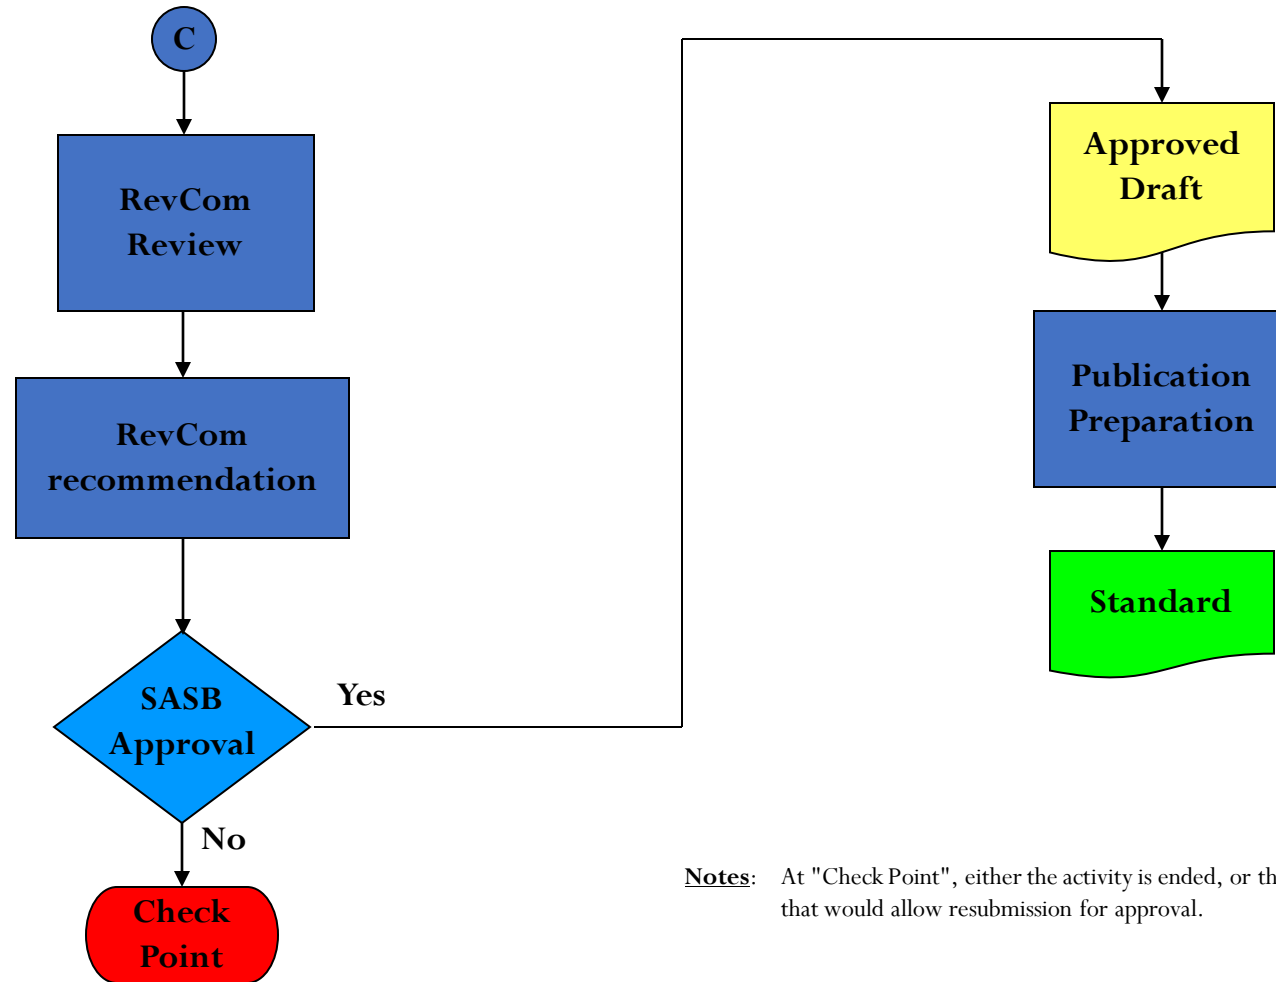 C
RevCom
Review
RevCom
recommendation
SASB
Approval
Yes
No
Check
Point
Approved
Draft
Publication
Preparation
Standard
Notes: At "Check Point", either the activity is ended, or th
that would allow resubmission for approval.